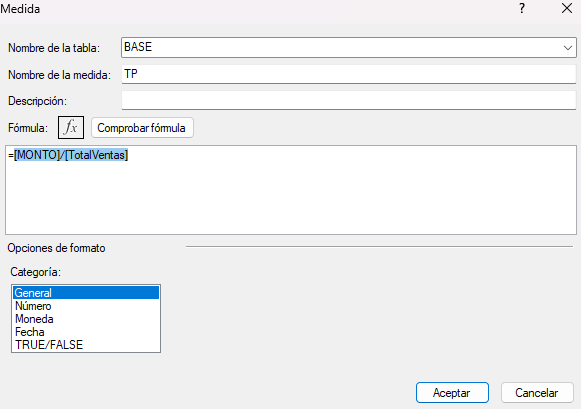 Medida ? ×
Nombre de la tabla: BASE
Nombre de la medida: TP
Descripción:
Fórmula: fx Comprobar fórmula
=[MONTO]/[TotalVentas]
Opciones de formato
Categoría:
General
Número
Moneda
Fecha
TRUE/FALSE
Aceptar Cancelar